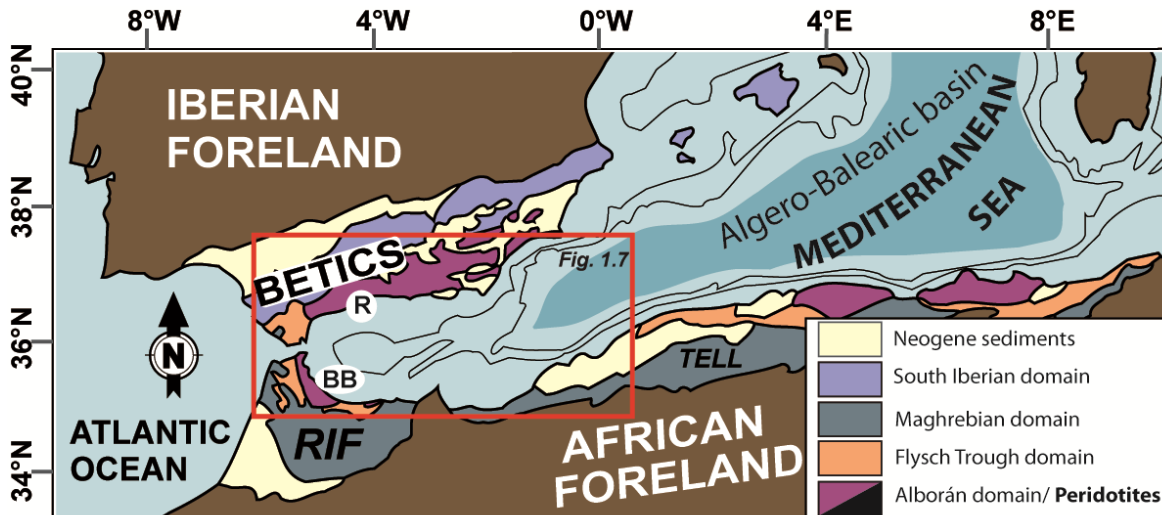 8°W 4°W 0°W 4°E 8°E
40°N
38°N
36°N
34°N
IBERIAN
FORELAND
Algero-Balearic basin
MEDITERRANEAN
SEA
BETICS
Fig. 1.7
R
N
BB
TELL
ATLANTIC
OCEAN
RIF
AFRICAN
FORELAND
Neogene sediments
South Iberian domain
Maghrebian domain
Flysch Trough domain
Alborán domain/ Peridotites